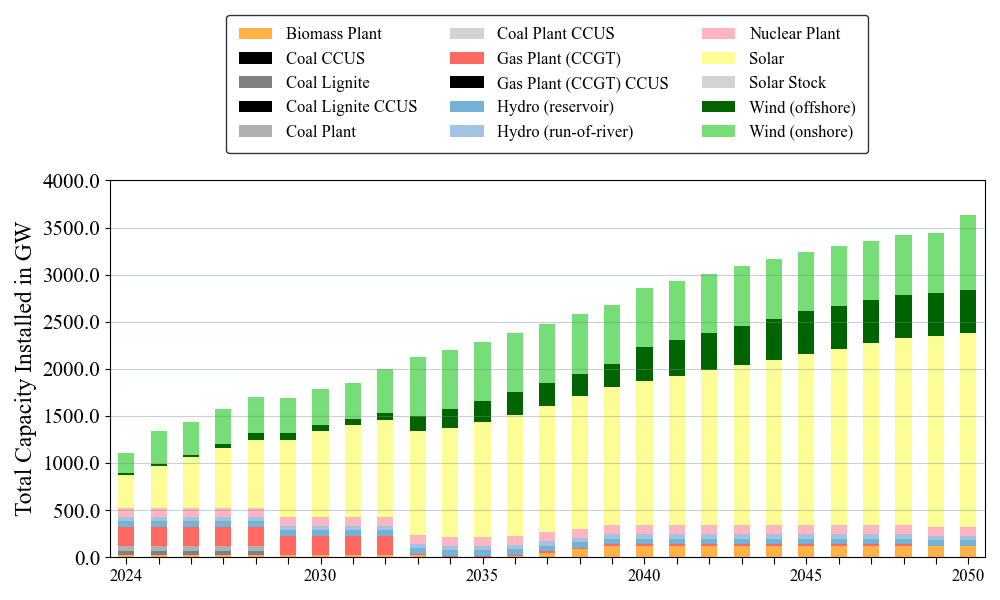 Biomass Plant
Coal CCUS
Coal Lignite
Coal Lignite CCUS
Coal Plant
Coal Plant CCUS
Gas Plant (CCGT)
Gas Plant (CCGT) CCUS
Hydro (reservoir)
Hydro (run-of-river)
Nuclear Plant
Solar
Solar Stock
Wind (offshore)
Wind (onshore)
Total Capacity Installed in GW
4000.0
3500.0
3000.0
2500.0
2000.0
1500.0
1000.0
500.0
0.0
2024
2030
2035
2040
2045
2050